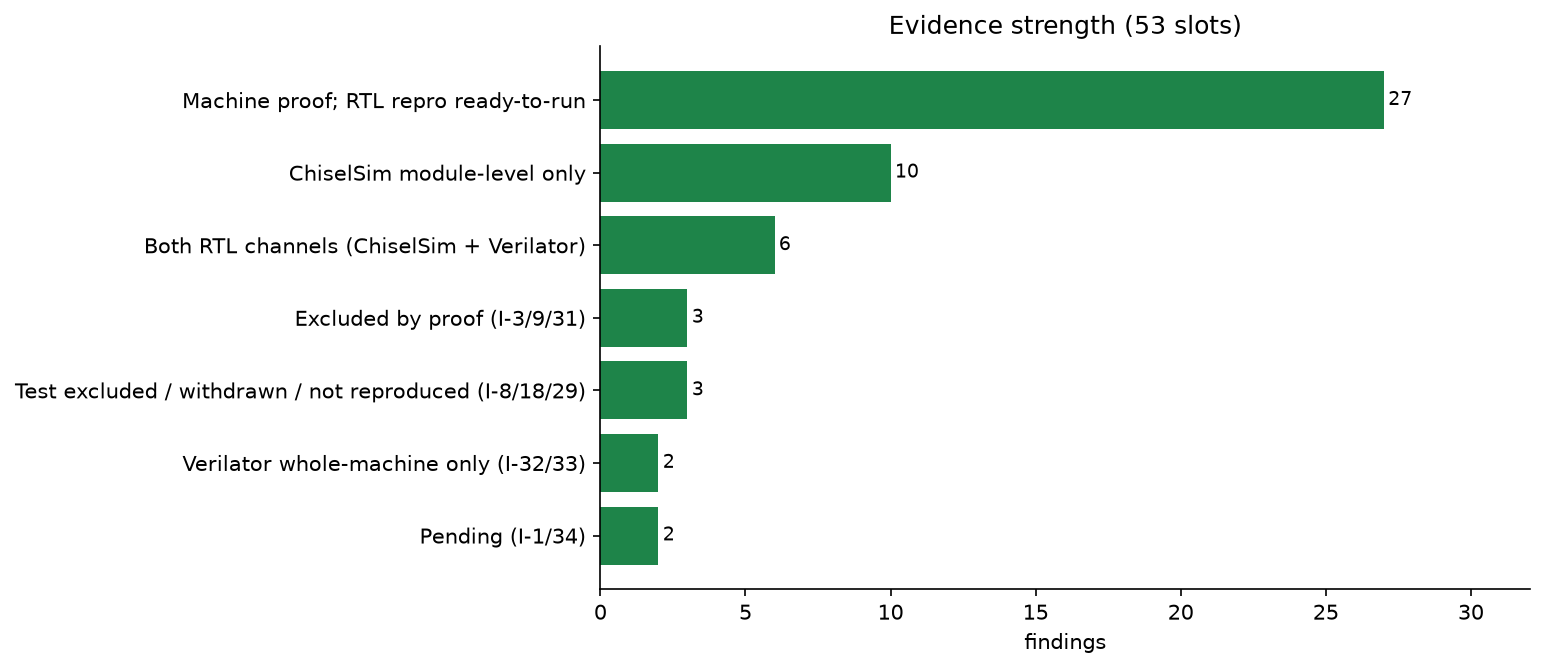 Evidence strength (53 slots)
Machine proof; RTL repro ready-to-run
27
ChiselSim module-level only
10
Both RTL channels (ChiselSim + Verilator)
6
Excluded by proof (I-3/9/31)
3
Test excluded / withdrawn / not reproduced (I-8/18/29)
3
Verilator whole-machine only (I-32/33)
2
Pending (I-1/34)
2
0 5 10 15 20 25 30
findings